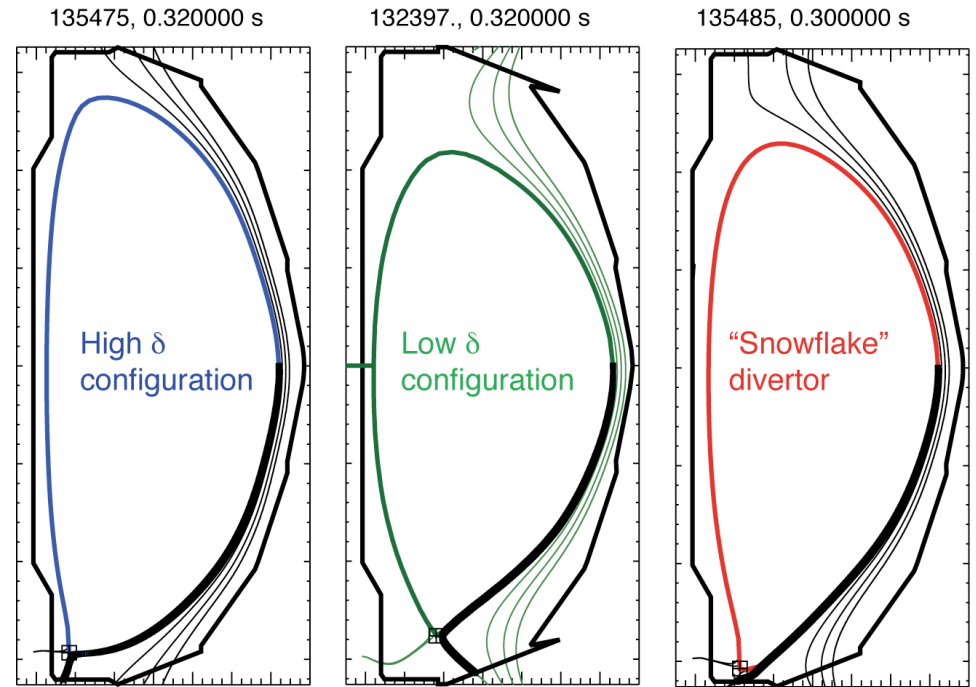 135475, 0.320000 s
132397., 0.320000 s
135485, 0.300000 s
High δ
configuration
Low δ
configuration
“Snowflake”
divertor